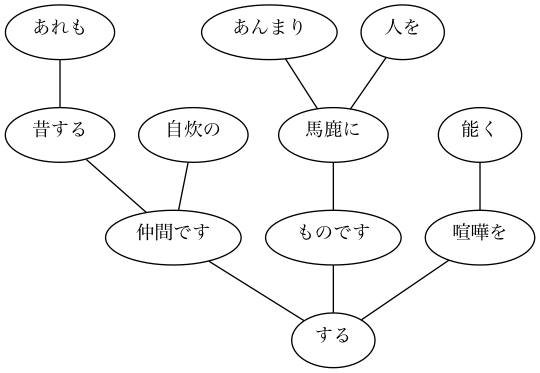 あれも
あんまり
人を
昔する
自炊の
馬鹿に
能く
仲間です
ものです
喧嘩を
する